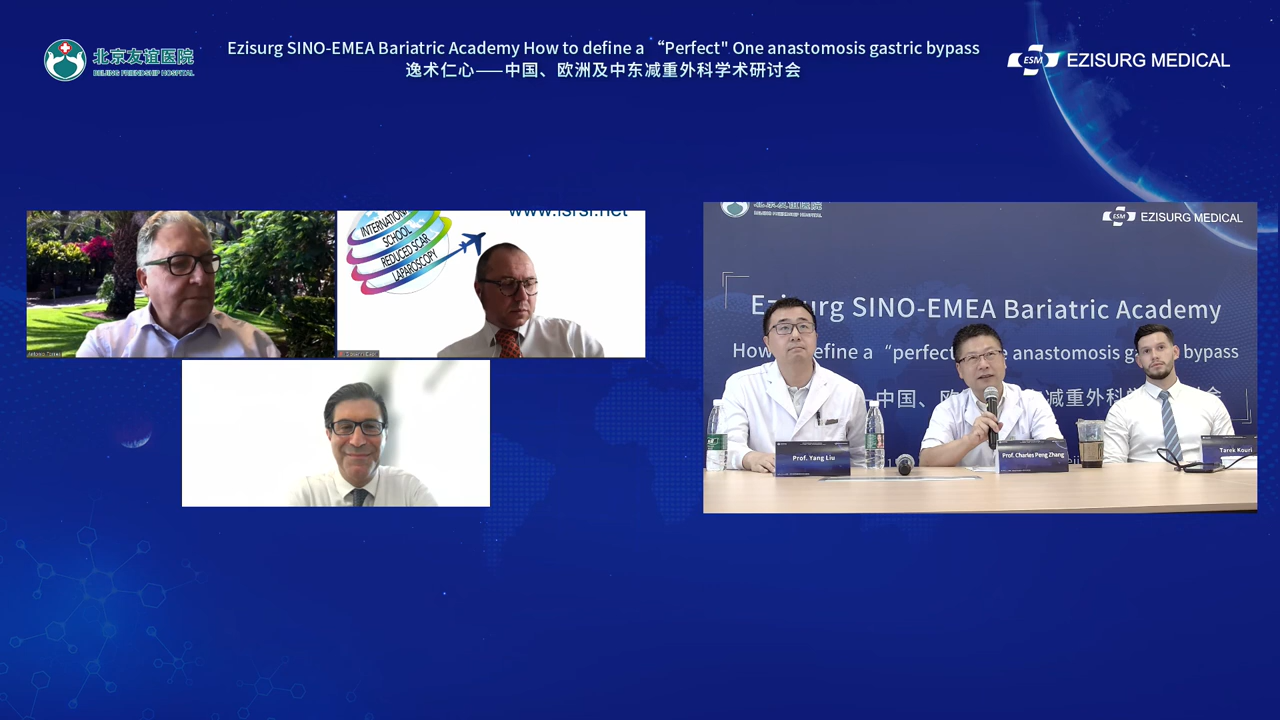 北京友谊医院
BEIJING FRIENDSHIP HOSPITAL
Ezisurg SINO-EMEA Bariatric Academy How to define a “Perfect" One anastomosis gastric bypass
逸术仁心——中国、欧洲及中东减重外科学术研讨会
ESM
EZISURG MEDICAL
www.isrsl.net
INTERNATIONAL
SCHOOL
REDUCED SCAR
LAPAROSCOPY
Antonio Torres
ESM
EZISURG MEDICAL
Ezisurg SINO-EMEA Bariatric Academy
How define a “perfect anastomosis bypass
中国、
减重外科
Prof. Yang Liu
Prof. Charles Peng Zhang
Tarek Kouri